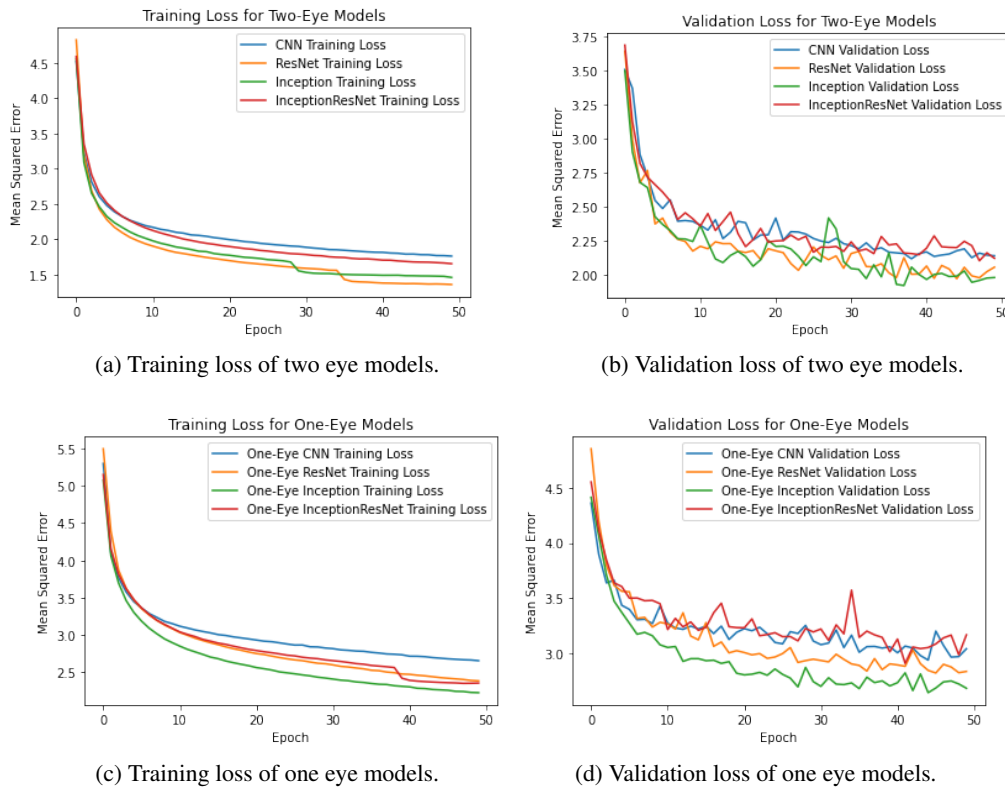 Training Loss for Two-Eye Models
CNN Training Loss
ResNet Training Loss
Inception Training Loss
InceptionResNet Training Loss
4.5
4.0
3.5
3.0
2.5
2.0
1.5
Mean Squared Error
0 10 20 30 40 50
Epoch
(a) Training loss of two eye models.
Validation Loss for Two-Eye Models
CNN Validation Loss
ResNet Validation Loss
Inception Validation Loss
InceptionResNet Validation Loss
3.75
3.50
3.25
3.00
2.75
2.50
2.25
2.00
Mean Squared Error
0 10 20 30 40 50
Epoch
(b) Validation loss of two eye models.
Training Loss for One-Eye Models
One-Eye CNN Training Loss
One-Eye ResNet Training Loss
One-Eye Inception Training Loss
One-Eye InceptionResNet Training Loss
5.5
5.0
4.5
4.0
3.5
3.0
2.5
Mean Squared Error
0 10 20 30 40 50
Epoch
(c) Training loss of one eye models.
Validation Loss for One-Eye Models
One-Eye CNN Validation Loss
One-Eye ResNet Validation Loss
One-Eye Inception Validation Loss
One-Eye InceptionResNet Validation Loss
4.5
4.0
3.5
3.0
Mean Squared Error
0 10 20 30 40 50
Epoch
(d) Validation loss of one eye models.